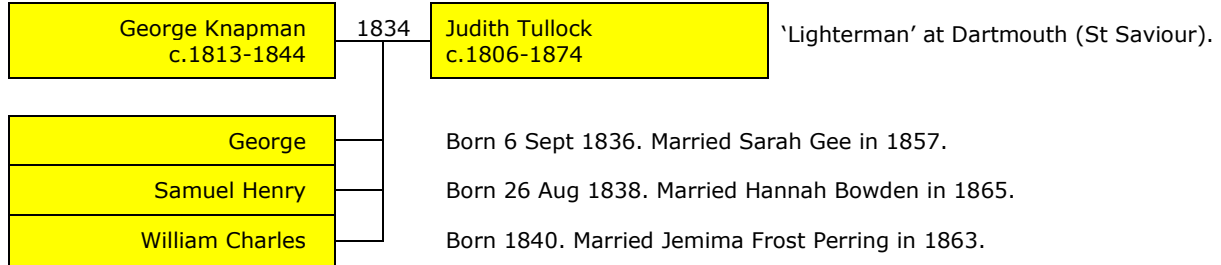 George Knapman 1834 Judith Tullock ‘Lighterman’ at Dartmouth (St Saviour).
c.1813-1844 c.1806-1874
George Born 6 Sept 1836. Married Sarah Gee in 1857.
Samuel Henry Born 26 Aug 1838. Married Hannah Bowden in 1865.
William Charles Born 1840. Married Jemima Frost Perring in 1863.